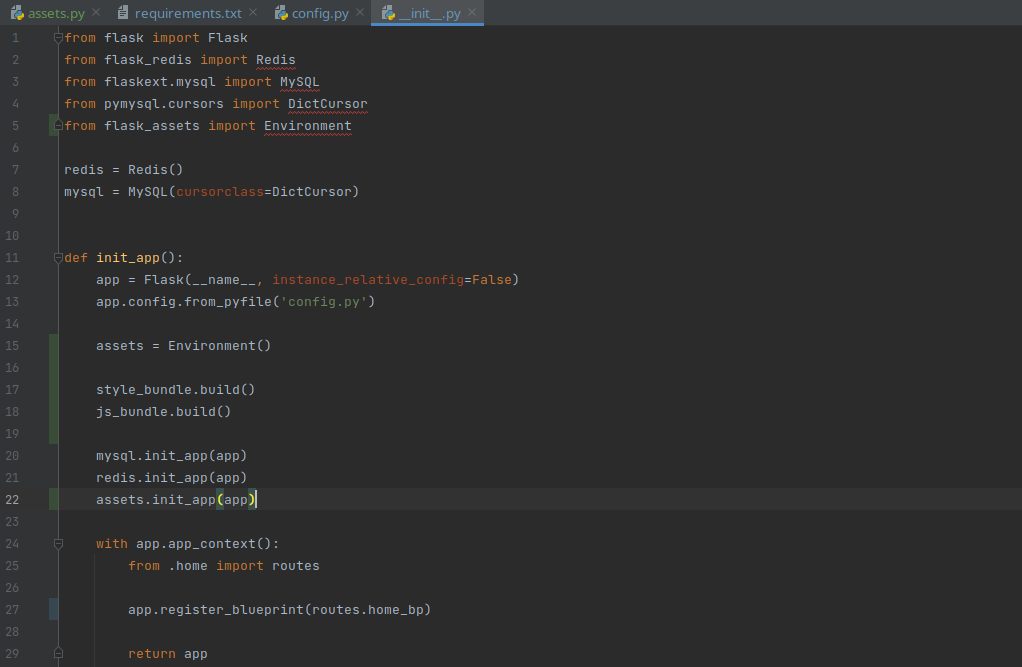 assets.py × requirements.txt × config.py × __init__.py ×
1 from flask import Flask
2 from flask_redis import Redis
3 from flaskext.mysql import MySQL
4 from pymysql.cursors import DictCursor
5 from flask_assets import Environment
6
7 redis = Redis()
8 mysql = MySQL(cursorclass=DictCursor)
9
10
11 def init_app():
12     app = Flask(__name__, instance_relative_config=False)
13     app.config.from_pyfile('config.py')
14
15     assets = Environment()
16
17     style_bundle.build()
18     js_bundle.build()
19
20     mysql.init_app(app)
21     redis.init_app(app)
22     assets.init_app(app)
23
24     with app.app_context():
25         from .home import routes
26
27         app.register_blueprint(routes.home_bp)
28
29         return app